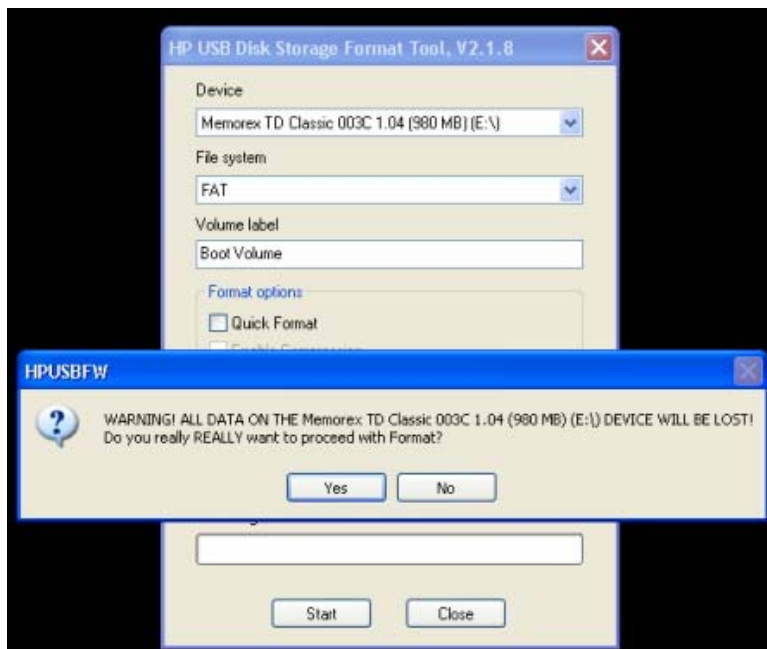 HP USB Disk Storage Format Tool, V2.1.8
Device
Memorex TD Classic 003C 1.04 (980 MB) (E:\)
File system
FAT
Volume label
Boot Volume
Format options
Quick Format
HPUSBFW
WARNING! ALL DATA ON THE Memorex TD Classic 003C 1.04 (980 MB) (E:\) DEVICE WILL BE LOST!
Do you really REALLY want to proceed with Format?
Yes No
Start Close